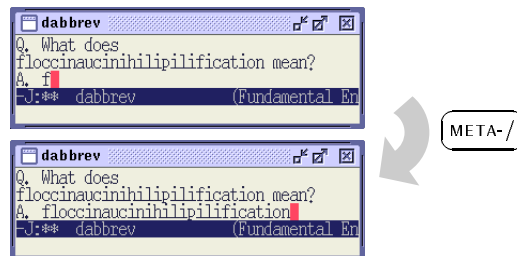 dabbrev
Q. What does
floccinaucinihilipilification mean?
A. f
-J:** dabbrev (Fundamental En
META-/
dabbrev
Q. What does
floccinaucinihilipilification mean?
A. floccinaucinihilipilification
-J:** dabbrev (Fundamental En